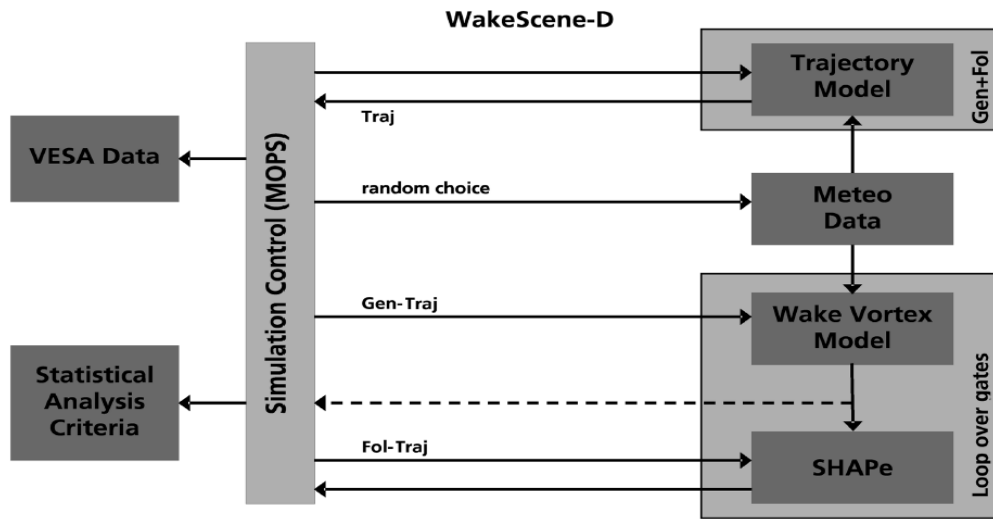 WakeScene-D
Trajectory
Model
Gen+Fol
Traj
VESA Data
Simulation Control (MOPS)
random choice
Meteo
Data
Gen-Traj
Wake Vortex
Model
Statistical
Analysis
Criteria
Fol-Traj
SHAPe
Loop over gates